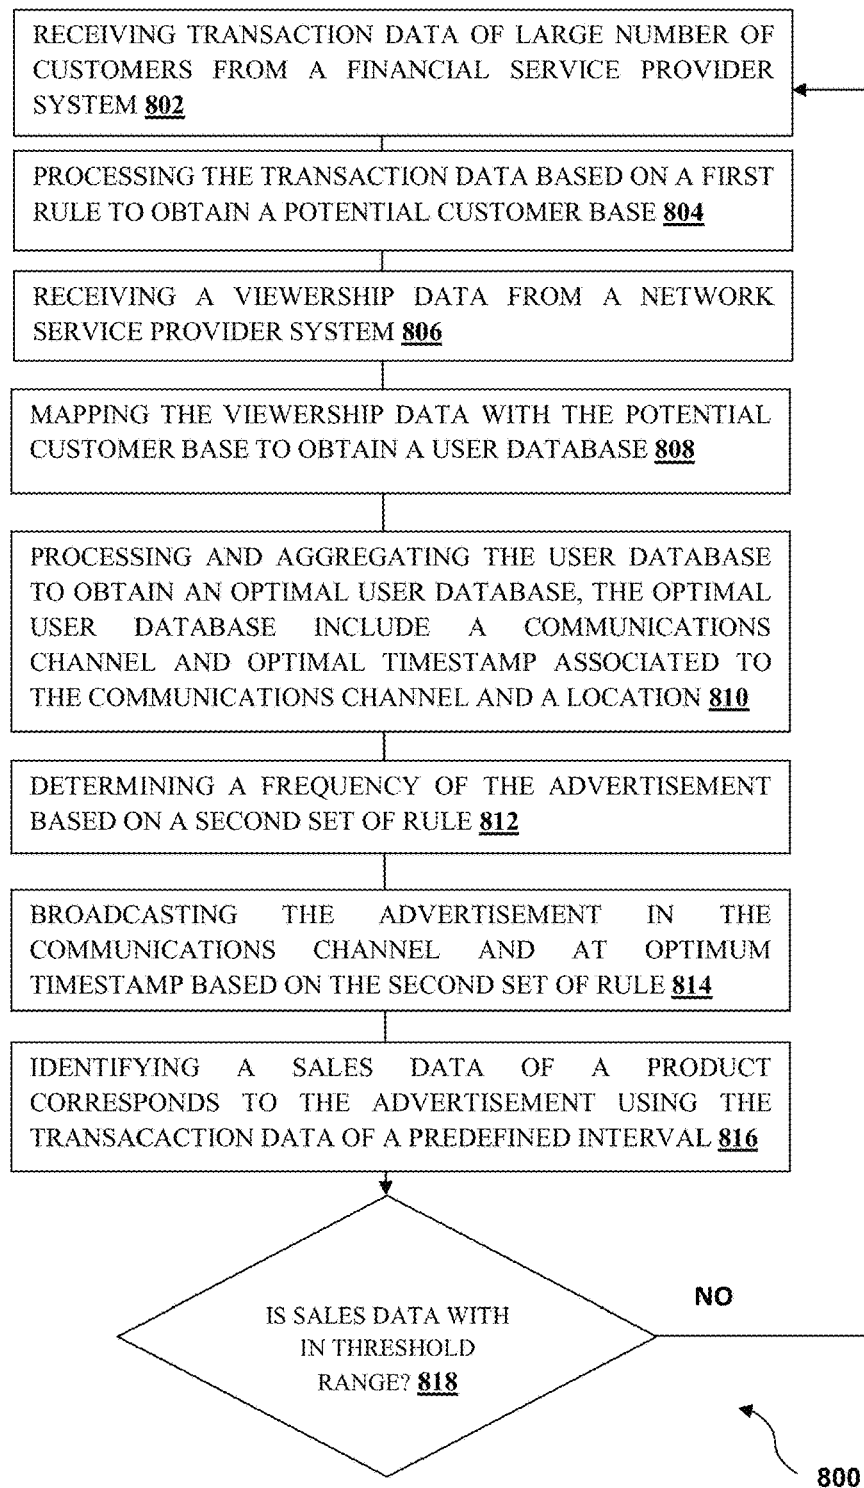 RECEIVING TRANSACTION DATA OF LARGE NUMBER OF
CUSTOMERS FROM A FINANCIAL SERVICE PROVIDER
SYSTEM 802
PROCESSING THE TRANSACTION DATA BASED ON A FIRST
RULE TO OBTAIN A POTENTIAL CUSTOMER BASE 804
RECEIVING A VIEWERSHIP DATA FROM A NETWORK
SERVICE PROVIDER SYSTEM 806
MAPPING THE VIEWERSHIP DATA WITH THE POTENTIAL
CUSTOMER BASE TO OBTAIN A USER DATABASE 808
PROCESSING AND AGGREGATING THE USER DATABASE
TO OBTAIN AN OPTIMAL USER DATABASE, THE OPTIMAL
USER DATABASE INCLUDE A COMMUNICATIONS
CHANNEL AND OPTIMAL TIMESTAMP ASSOCIATED TO
THE COMMUNICATIONS CHANNEL AND A LOCATION 810
DETERMINING A FREQUENCY OF THE ADVERTISEMENT
BASED ON A SECOND SET OF RULE 812
BROADCASTING THE ADVERTISEMENT IN THE
COMMUNICATIONS CHANNEL AND AT OPTIMUM
TIMESTAMP BASED ON THE SECOND SET OF RULE 814
IDENTIFYING A SALES DATA OF A PRODUCT
CORRESPONDS TO THE ADVERTISEMENT USING THE
TRANSACACTION DATA OF A PREDEFINED INTERVAL 816
NO
IS SALES DATA WITH
IN THRESHOLD
RANGE? 818
800